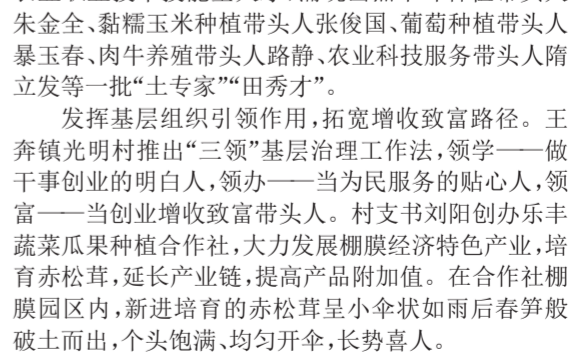 朱金全、黏糯玉米种植带头人张俊国、葡萄种植带头人
暴玉春、肉牛养殖带头人路静、农业科技服务带头人隋
立发等一批“土专家”“田秀才”。
发挥基层组织引领作用,拓宽增收致富路径。王
奔镇光明村推出“三领”基层治理工作法,领学——做
干事创业的明白人,领办——当为民服务的贴心人,领
富——当创业增收致富带头人。村支书刘阳创办乐丰
蔬菜瓜果种植合作社,大力发展棚膜经济特色产业,培
育赤松茸,延长产业链,提高产品附加值。在合作社棚
膜园区内,新进培育的赤松茸呈小伞状如雨后春笋般
破土而出,个头饱满、均匀开伞,长势喜人。